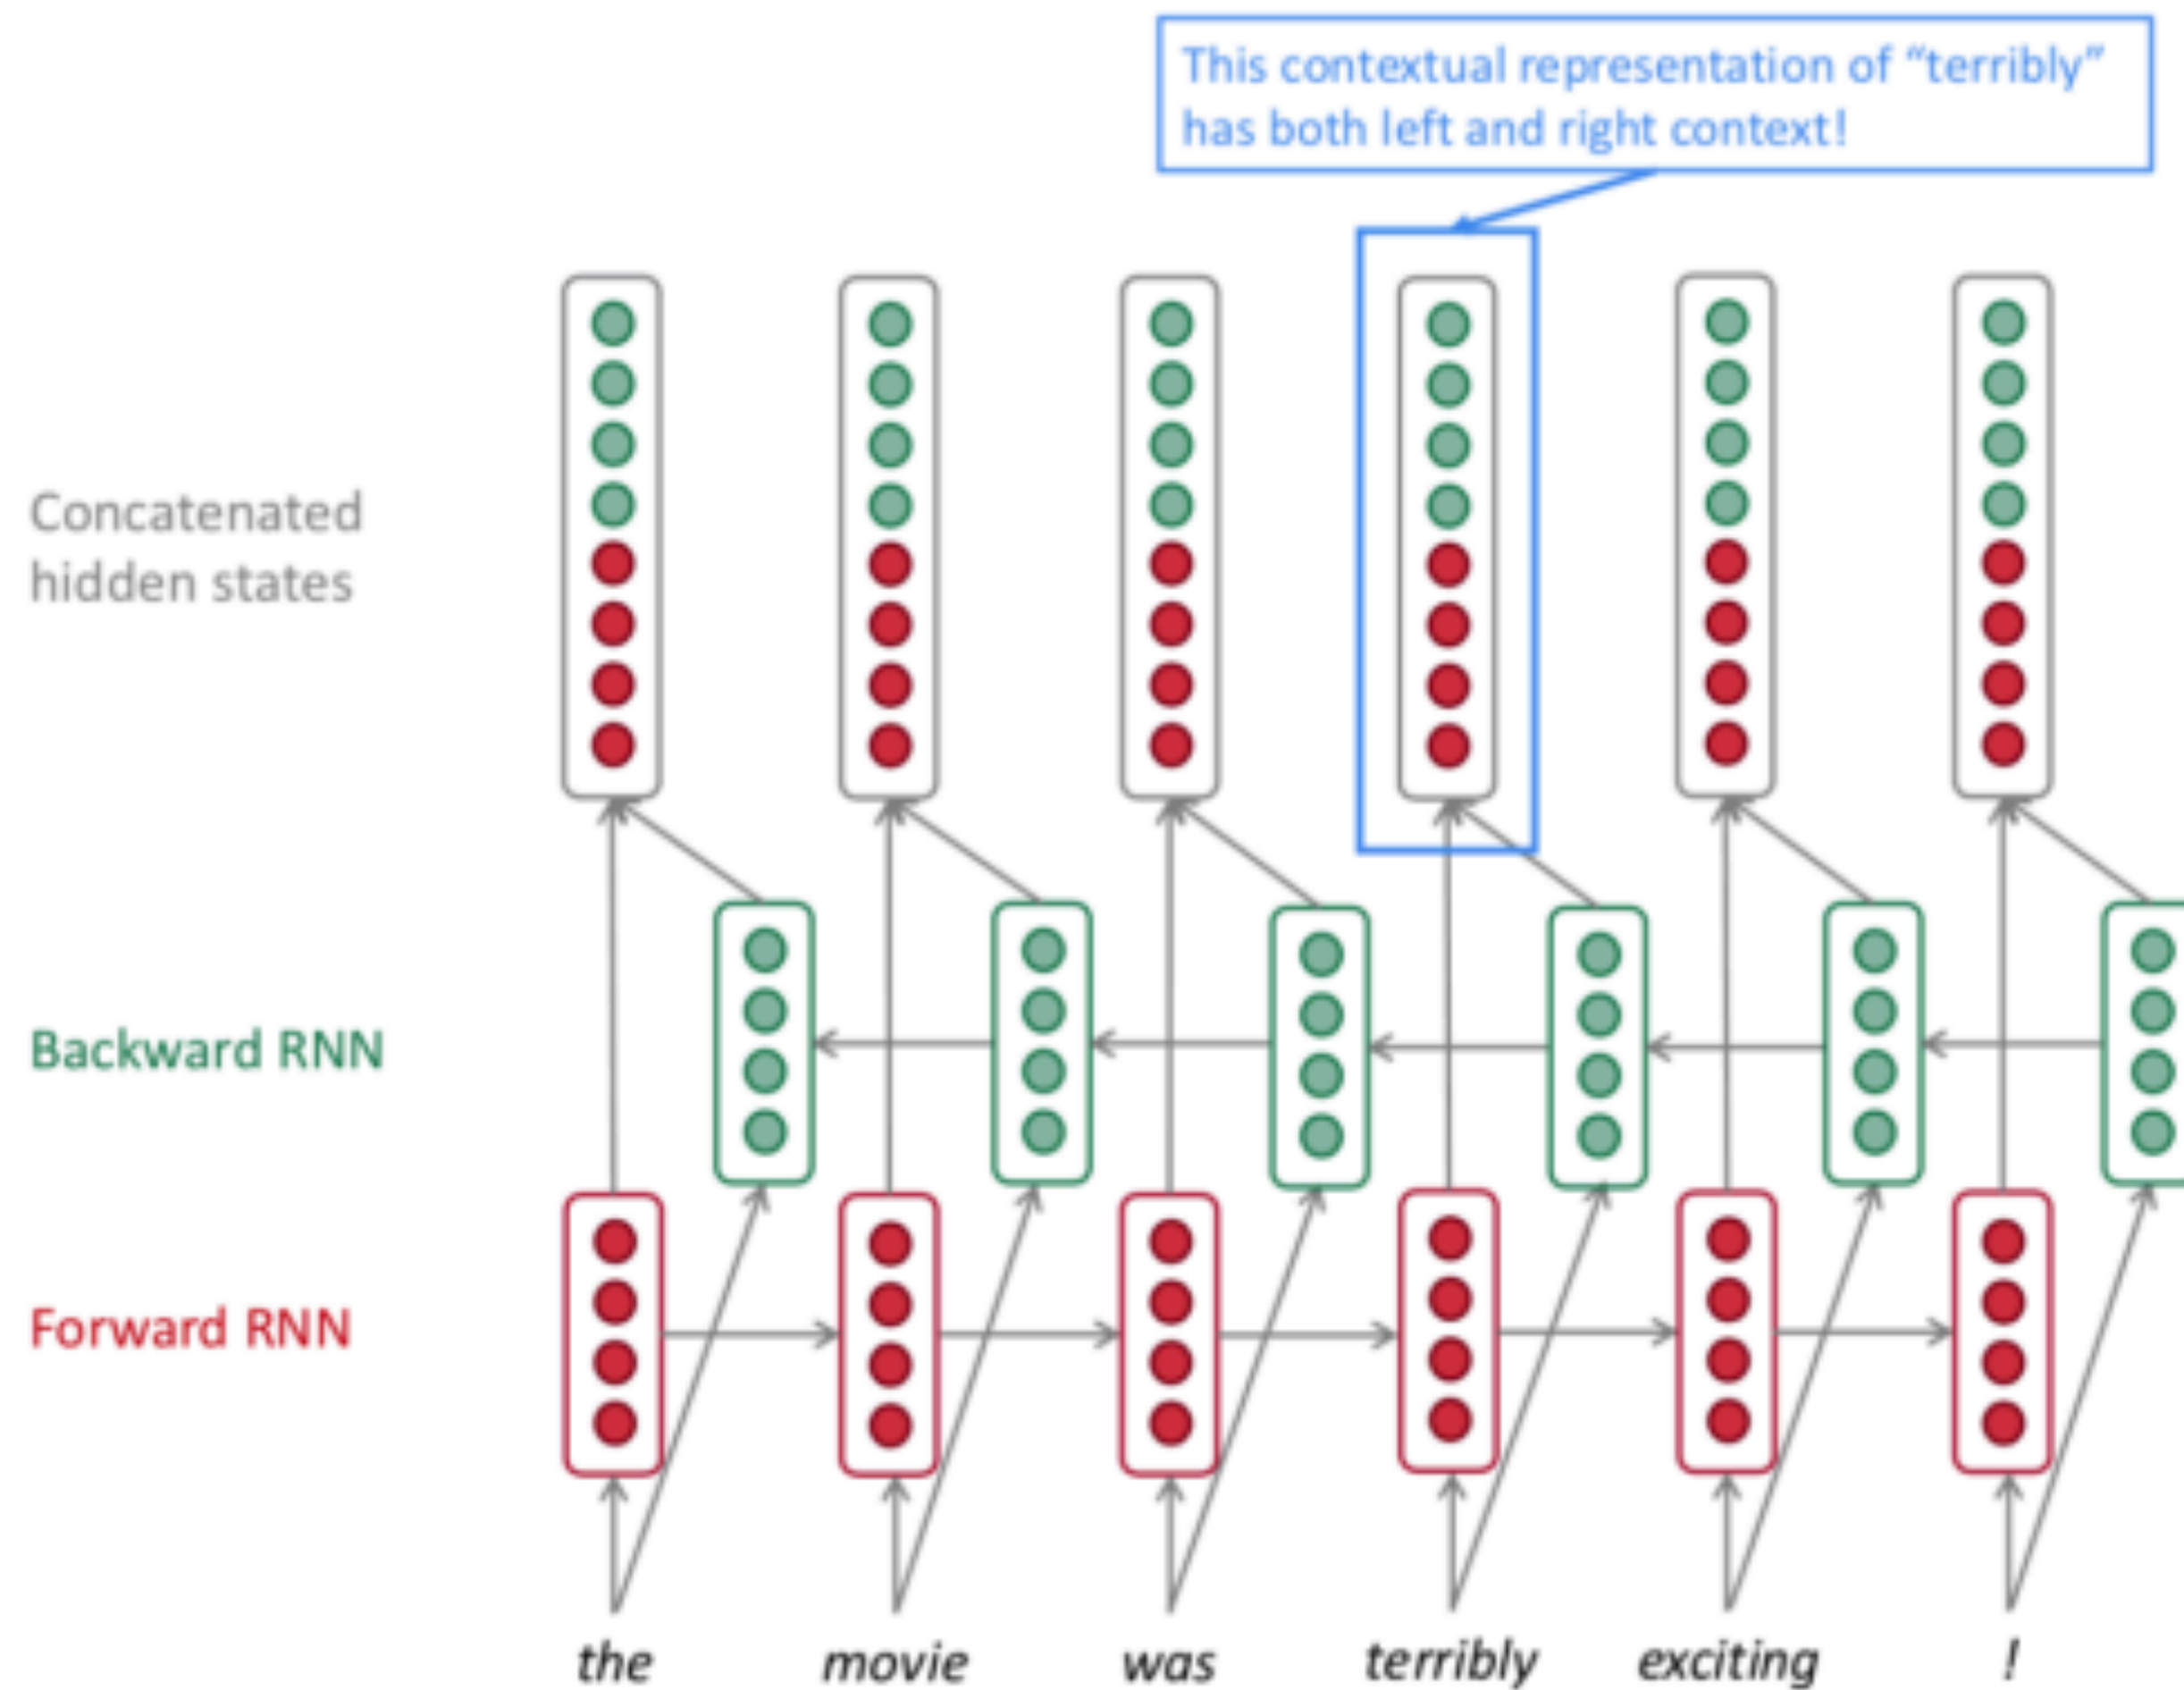 This contextual representation of “terribly”
has both left and right context!
Concatenated
hidden states
Backward RNN
Forward RNN
the movie was terribly exciting !